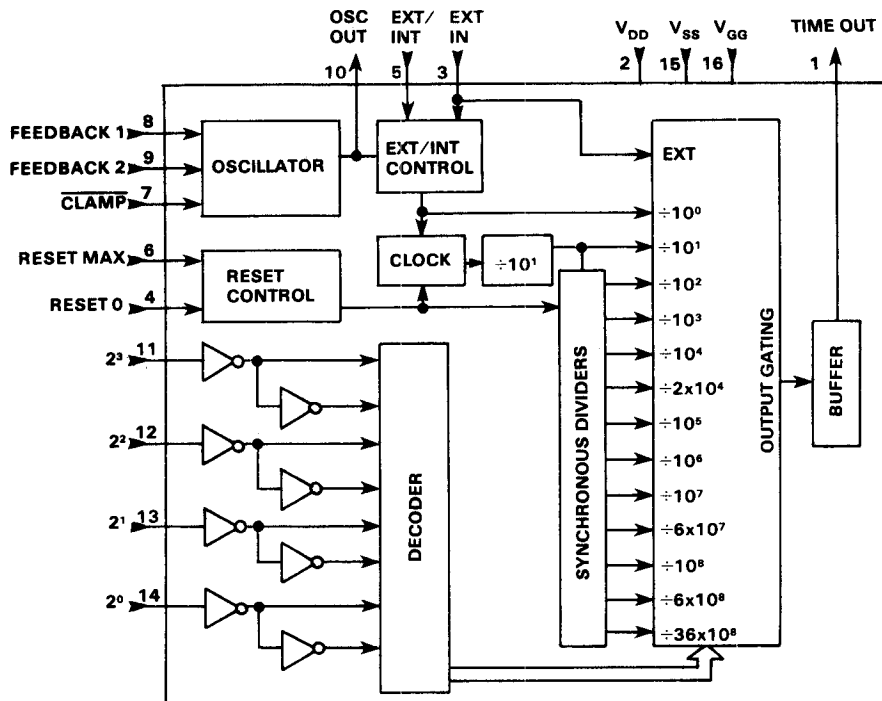 OSC OUT
EXT/ INT
EXT IN
V_DD
V_SS
V_GG
TIME OUT
10
5
3
2
15
16
1
FEEDBACK 1
8
FEEDBACK 2
9
CLAMP
7
OSCILLATOR
EXT/INT CONTROL
EXT
÷10⁰
RESET MAX
6
RESET 0
4
RESET CONTROL
CLOCK
÷10¹
÷10¹
÷10²
÷10³
÷10⁴
÷2x10⁴
÷10⁵
÷10⁶
÷10⁷
÷6x10⁷
÷10⁸
÷6x10⁸
÷36x10⁸
SYNCHRONOUS DIVIDERS
OUTPUT GATING
BUFFER
2³
11
2²
12
2¹
13
2⁰
14
DECODER